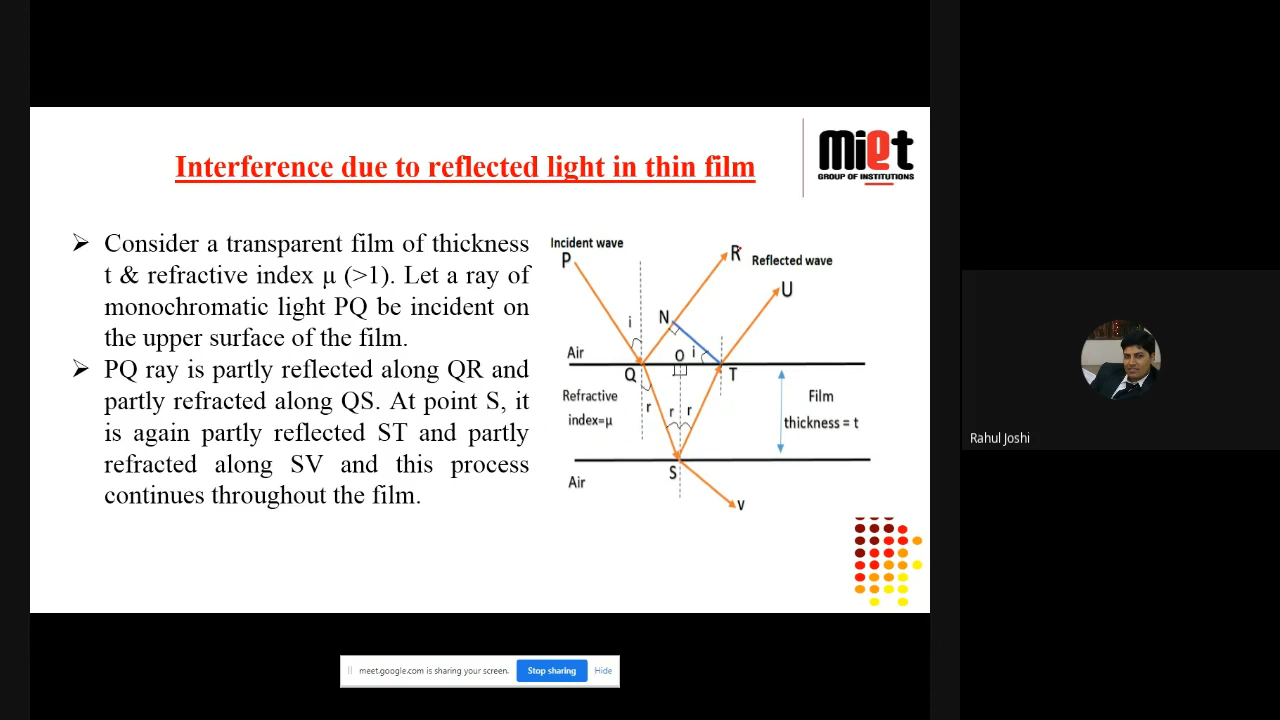 Interference due to reflected light in thin film
miet
GROUP OF INSTITUTIONS
➢ Consider a transparent film of thickness
t & refractive index μ (>1). Let a ray of
monochromatic light PQ be incident on
the upper surface of the film.
➢ PQ ray is partly reflected along QR and
partly refracted along QS. At point S, it
is again partly reflected ST and partly
refracted along SV and this process
continues throughout the film.
Incident wave
P
R
Reflected wave
U
N
i
Air
O
i
Q
T
Refractive
index=μ
r
r
r
Film
thickness = t
S
Air
V
Rahul Joshi
meet.google.com is sharing your screen.
Stop sharing
Hide